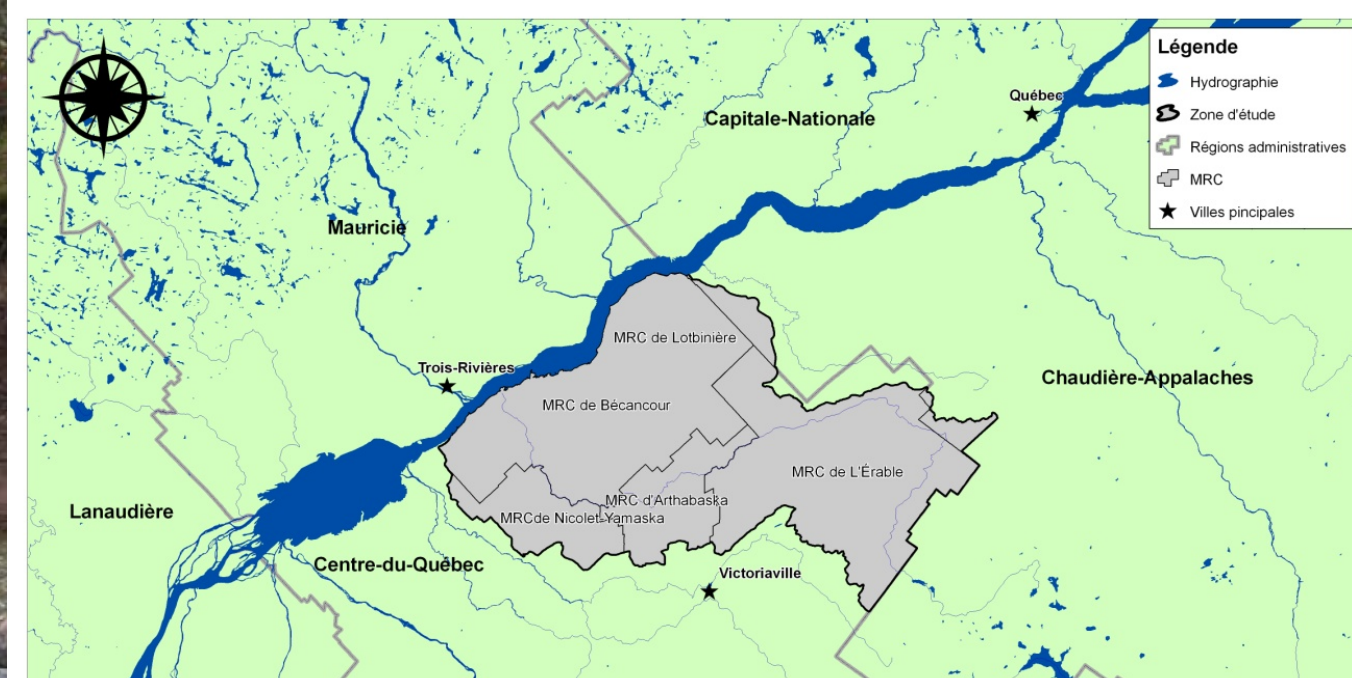 Légende
Hydrographie
Zone d'étude
Régions administratives
MRC
Villes pincipales
Québec
Capitale-Nationale
Mauricie
MRC de Lotbinière
Trois-Rivières
Chaudière-Appalaches
MRC de Bécancour
MRC de L'Érable
MRC d'Arthabaska
Lanaudière
MRCde Nicolet-Yamaska
Centre-du-Québec
Victoriaville